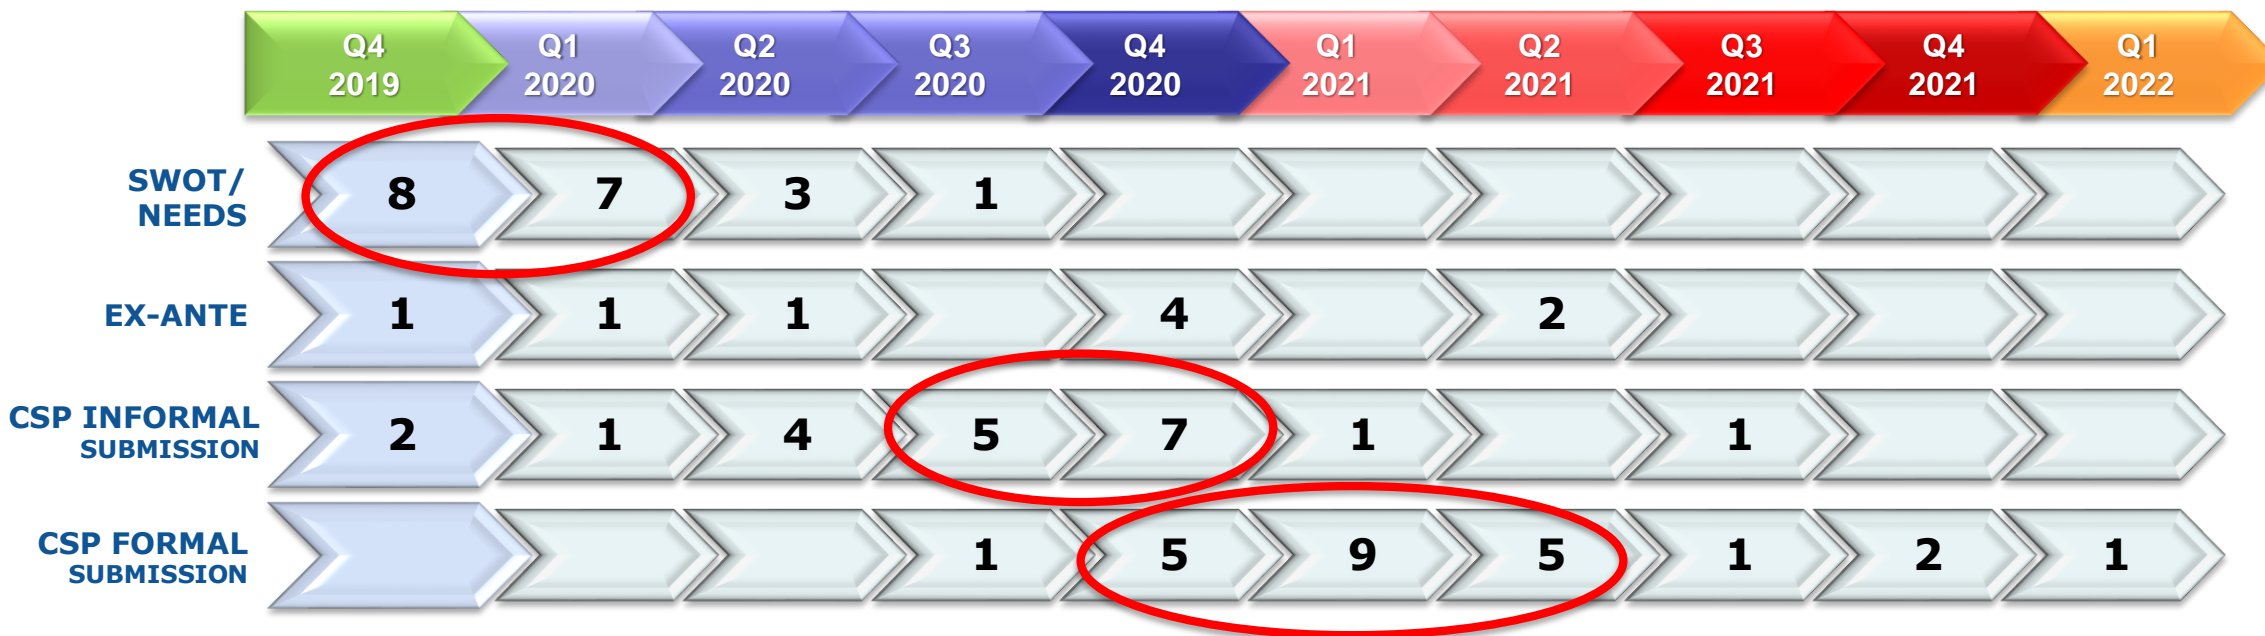 Q4 Q1 Q2 Q3 Q4 Q1 Q2 Q3 Q4 Q1
2019 2020 2020 2020 2020 2021 2021 2021 2021 2022
SWOT/
NEEDS
8 7 3 1
EX-ANTE
1 1 1 4 2
CSP INFORMAL
SUBMISSION
2 1 4 5 7 1 1
CSP FORMAL
SUBMISSION
1 5 9 5 1 2 1